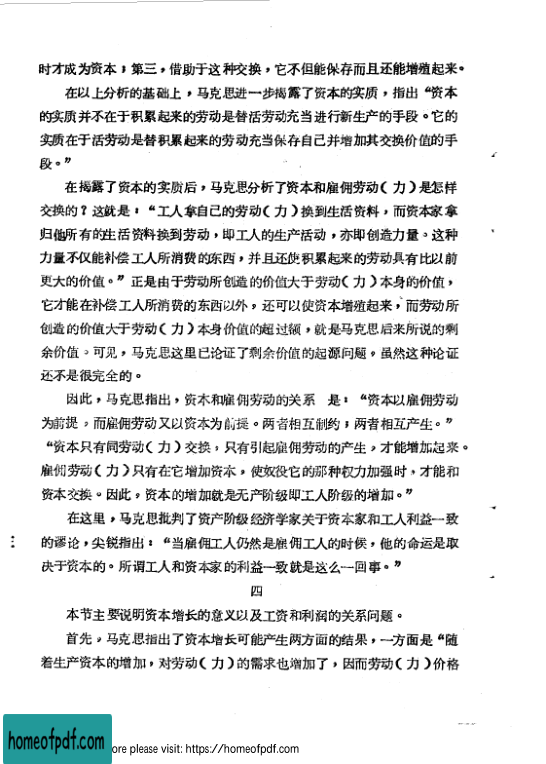 时才成为资本；第三，借助于这种交换，它不但能保存而且还能增殖起来。
在以上分析的基础上，马克思进一步揭露了资本的实质，指出“资本
的实质并不在于积累起来的劳动是替活劳动充当进行新生产的手段。它的
实质在于活劳动是替积累起来的劳动充当保存自己并增加其交换价值的手
段。”
在揭露了资本的实质后，马克思分析了资本和雇佣劳动（力）是怎样
交换的？这就是：“工人拿自己的劳动（力）换到生活资料，而资本家拿
归他所有的生活资料换到劳动，即工人的生产活动，亦即创造力量。这种
力量不仅能补偿工人所消费的东西，并且还使积累起来的劳动具有比以前
更大的价值。”正是由于劳动所创造的价值大于劳动（力）本身的价值，
它才能在补偿工人所消费的东西以外，还可以使资本增殖起来，而劳动所
创造的价值大于劳动（力）本身价值的超过额，就是马克思后来所说的剩
余价值。可见，马克思这里已论证了剩余价值的起源问题，虽然这种论证
还不是很完全的。
因此，马克思指出，资本和雇佣劳动的关系 是：“资本以雇佣劳动
为前提，而雇佣劳动又以资本为前提。两者相互制约；两者相互产生。”
“资本只有同劳动（力）交换，只有引起雇佣劳动的产生，才能增加起来。
雇佣劳动（力）只有在它增加资本，使奴役它的那种权力加强时，才能和
资本交换。因此，资本的增加就是无产阶级即工人阶级的增加。”
在这里，马克思批判了资产阶级经济学家关于资本家和工人利益一致
的谬论，尖锐指出：“当雇佣工人仍然是雇佣工人的时候，他的命运是取
决于资本的。所谓工人和资本家的利益一致就是这么一回事。”
四
本节主要说明资本增长的意义以及工资和利润的关系问题。
首先，马克思指出了资本增长可能产生两方面的结果，一方面是“随
着生产资本的增加，对劳动（力）的需求也增加了，因而劳动（力）价格
homeofpdf.com
ore please visit: https://homeofpdf.com